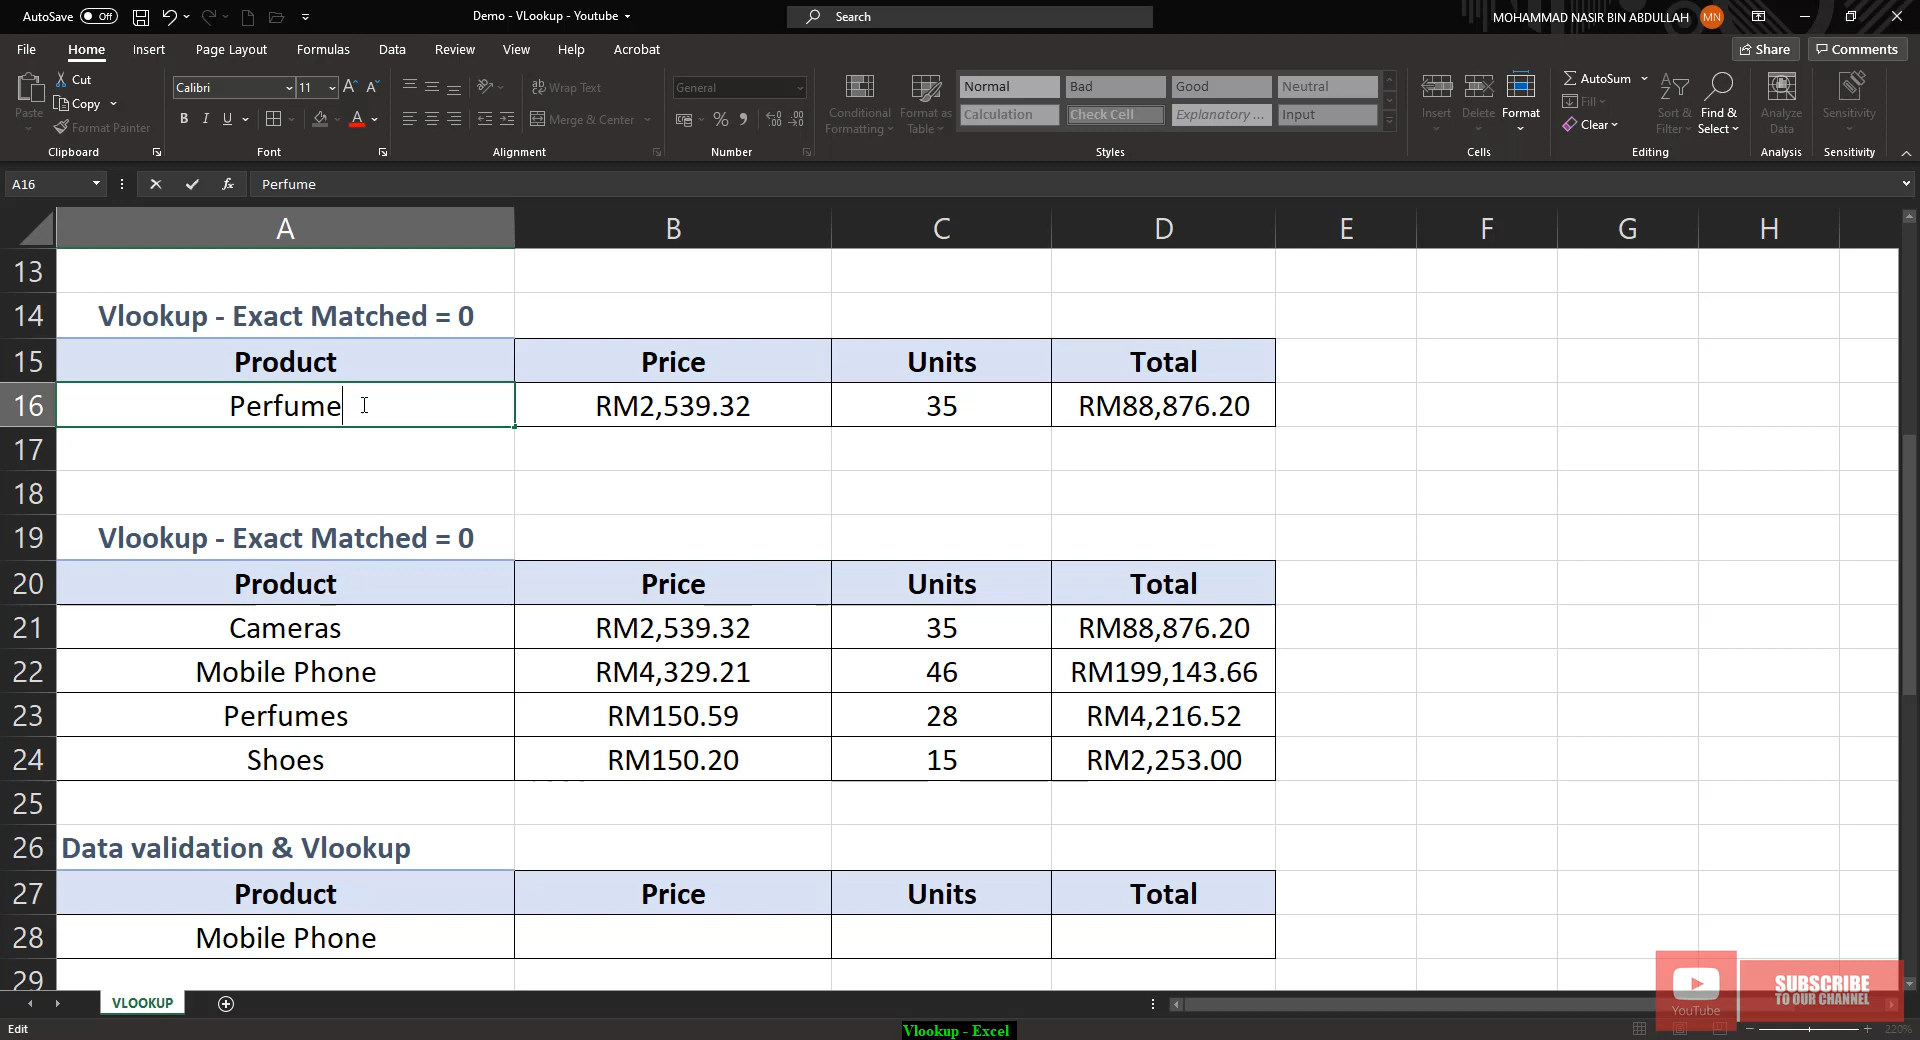 AutoSave Off Demo - VLookup - Youtube Search MOHAMMAD NASIR BIN ABDULLAH MN
File Home Insert Page Layout Formulas Data Review View Help Acrobat Share Comments
Paste Cut Copy Format Painter
Calibri 11
B I U A
Wrap Text
Merge & Center
General
Conditional Formatting Format as Table
Normal Bad Good Neutral
Calculation Check Cell Explanatory ... Input
Insert Delete Format
AutoSum Fill Clear
Sort & Filter Find & Select
Analyze Data Sensitivity
Clipboard Font Alignment Number Styles Cells Editing Analysis Sensitivity
A16 fx Perfume
A B C D E F G H
13
14 Vlookup - Exact Matched = 0
15 Product Price Units Total
16 Perfume RM2,539.32 35 RM88,876.20
17
18
19 Vlookup - Exact Matched = 0
20 Product Price Units Total
21 Cameras RM2,539.32 35 RM88,876.20
22 Mobile Phone RM4,329.21 46 RM199,143.66
23 Perfumes RM150.59 28 RM4,216.52
24 Shoes RM150.20 15 RM2,253.00
25
26 Data validation & Vlookup
27 Product Price Units Total
28 Mobile Phone
29
VLOOKUP
YouTube
SUBSCRIBE
TO OUR CHANNEL
Edit Vlookup - Excel 220%